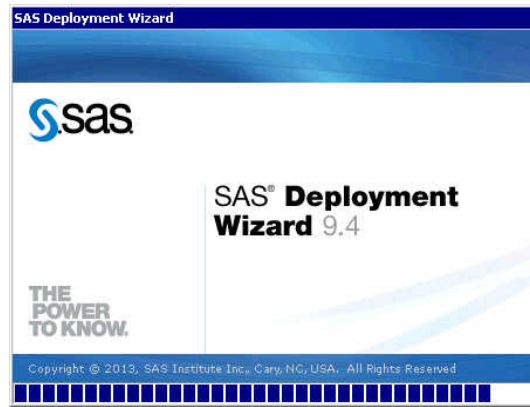 SAS Deployment Wizard
sas
SAS® Deployment
Wizard 9.4
THE
POWER
TO KNOW.
Copyright © 2013, SAS Institute Inc., Cary, NC, USA. All Rights Reserved